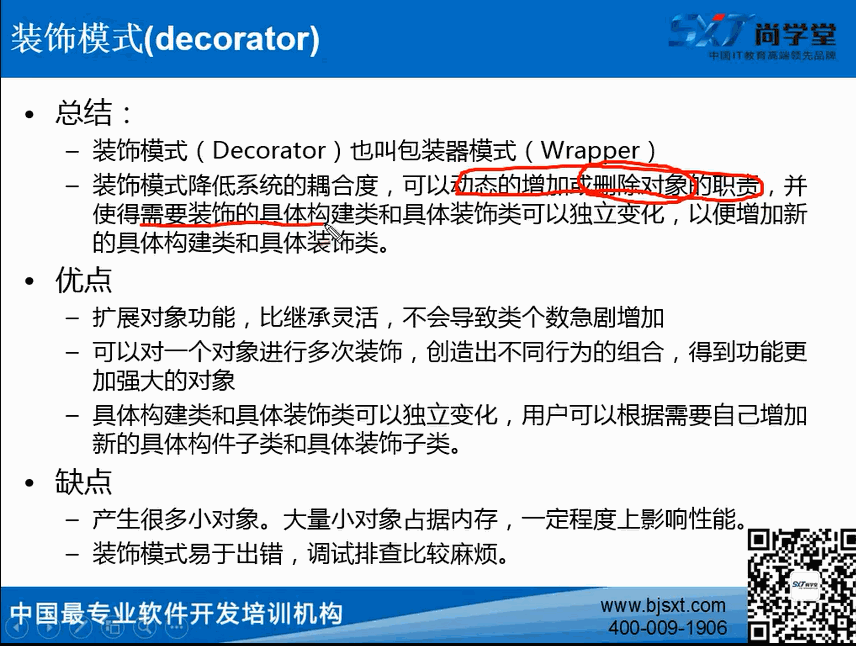 装饰模式(decorator)
SXT 尚学堂
中国IT教育高端领先品牌
• 总结：
– 装饰模式（Decorator）也叫包装器模式（Wrapper）
– 装饰模式降低系统的耦合度，可以动态的增加或删除对象的职责，并
使得需要装饰的具体构建类和具体装饰类可以独立变化，以便增加新
的具体构建类和具体装饰类。
• 优点
– 扩展对象功能，比继承灵活，不会导致类个数急剧增加
– 可以对一个对象进行多次装饰，创造出不同行为的组合，得到功能更
加强大的对象
– 具体构建类和具体装饰类可以独立变化，用户可以根据需要自己增加
新的具体构件子类和具体装饰子类。
• 缺点
– 产生很多小对象。大量小对象占据内存，一定程度上影响性能。
– 装饰模式易于出错，调试排查比较麻烦。
中国最专业软件开发培训机构
www.bjsxt.com
400-009-1906